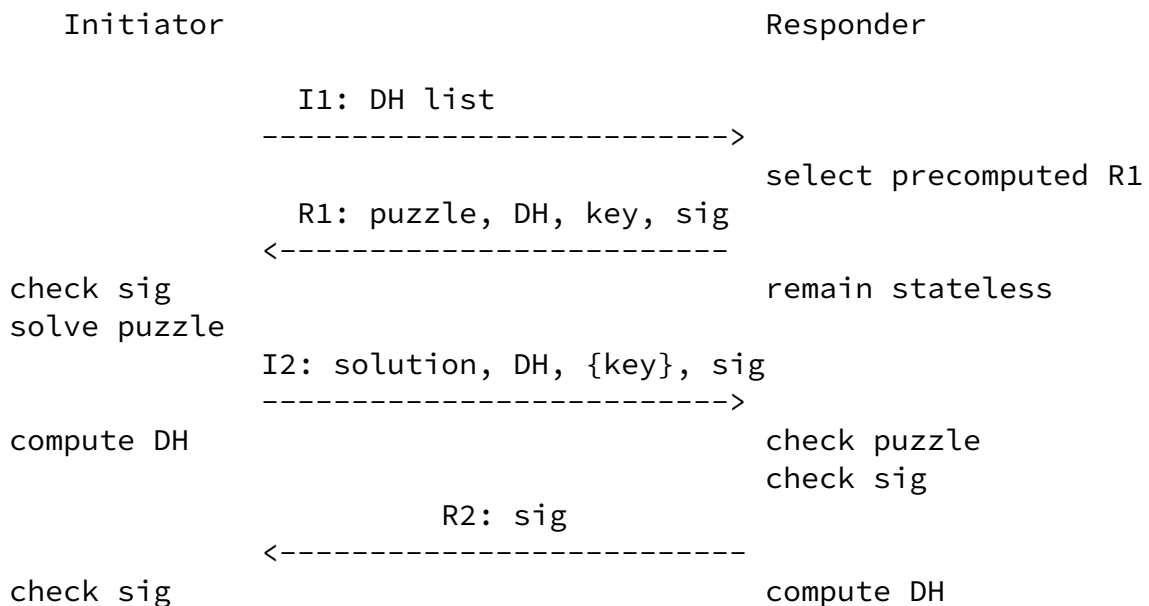 Initiator                              Responder
I1: DH list
-------------------------->
select precomputed R1
R1: puzzle, DH, key, sig
<-------------------------
check sig                              remain stateless
solve puzzle
I2: solution, DH, {key}, sig
-------------------------->
compute DH                             check puzzle
check sig
R2: sig
<--------------------------
check sig                              compute DH